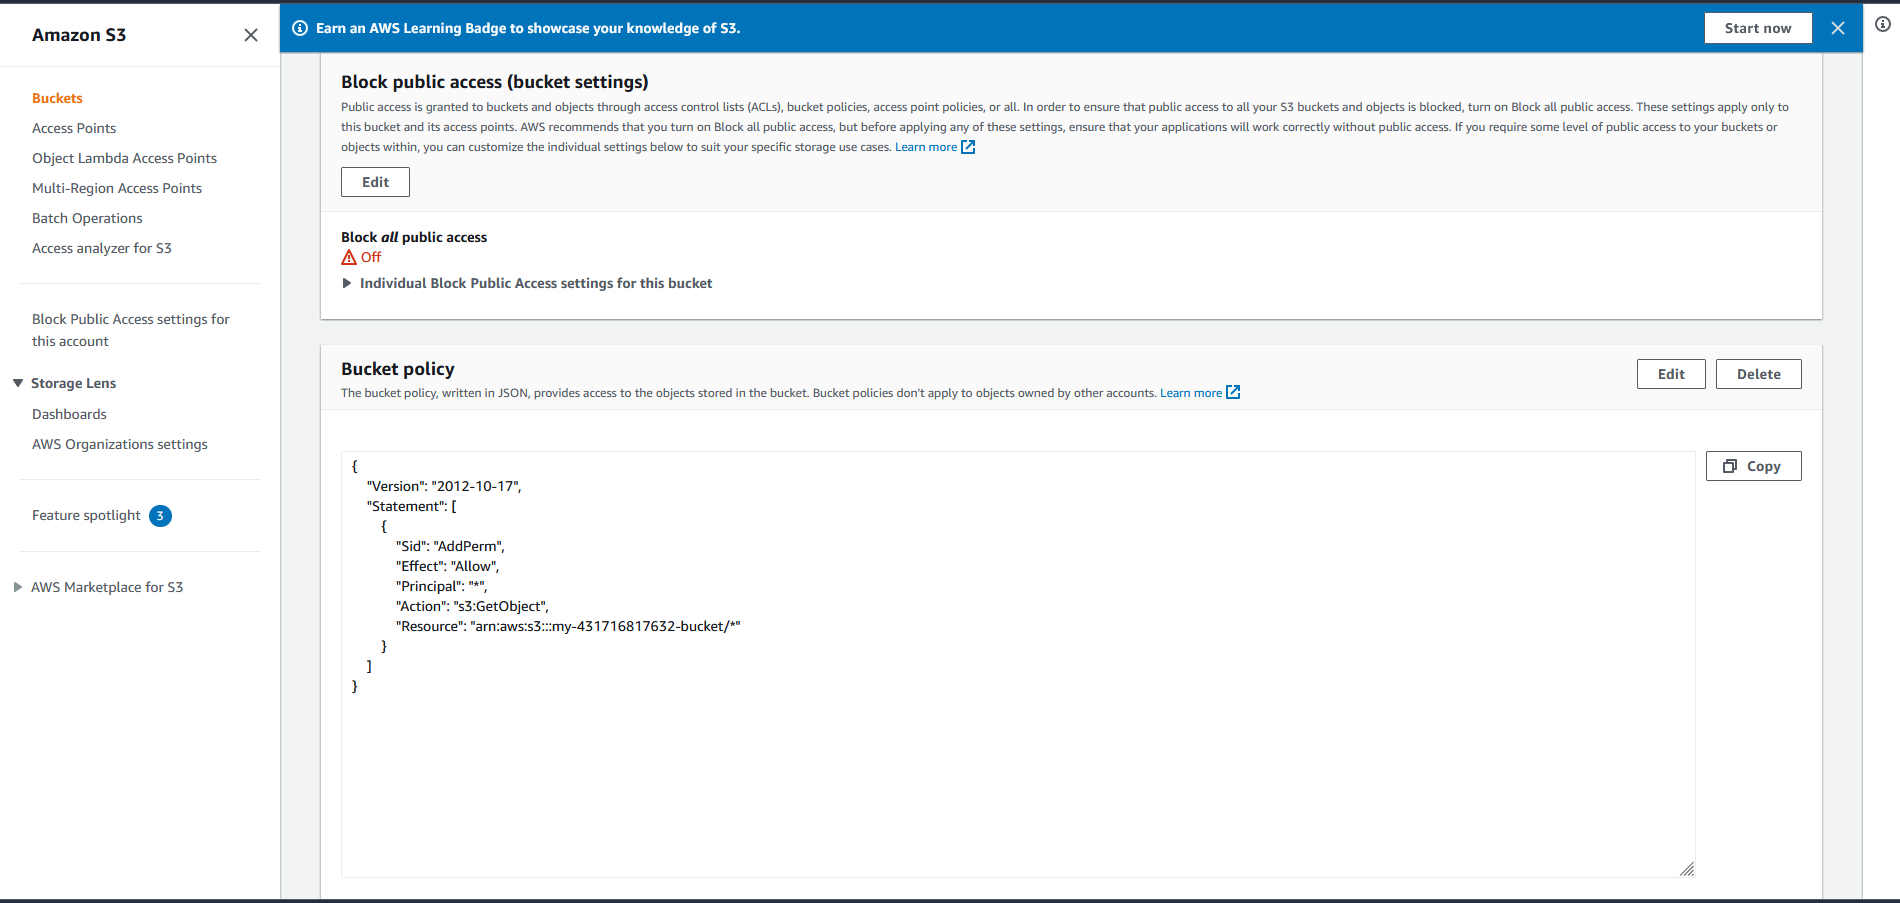 Amazon S3
Buckets
Access Points
Object Lambda Access Points
Multi-Region Access Points
Batch Operations
Access analyzer for S3
Block Public Access settings for
this account
Storage Lens
Dashboards
AWS Organizations settings
Feature spotlight 3
AWS Marketplace for S3
Earn an AWS Learning Badge to showcase your knowledge of S3.
Start now
Block public access (bucket settings)
Public access is granted to buckets and objects through access control lists (ACLs), bucket policies, access point policies, or all. In order to ensure that public access to all your S3 buckets and objects is blocked, turn on Block all public access. These settings apply only to
this bucket and its access points. AWS recommends that you turn on Block all public access, but before applying any of these settings, ensure that your applications will work correctly without public access. If you require some level of public access to your buckets or
objects within, you can customize the individual settings below to suit your specific storage use cases. Learn more
Edit
Block all public access
Off
Individual Block Public Access settings for this bucket
Bucket policy
The bucket policy, written in JSON, provides access to the objects stored in the bucket. Bucket policies don't apply to objects owned by other accounts. Learn more
Edit
Delete
Copy
{
"Version": "2012-10-17",
"Statement": [
{
"Sid": "AddPerm",
"Effect": "Allow",
"Principal": "*",
"Action": "s3:GetObject",
"Resource": "arn:aws:s3:::my-431716817632-bucket/*"
}
]
}